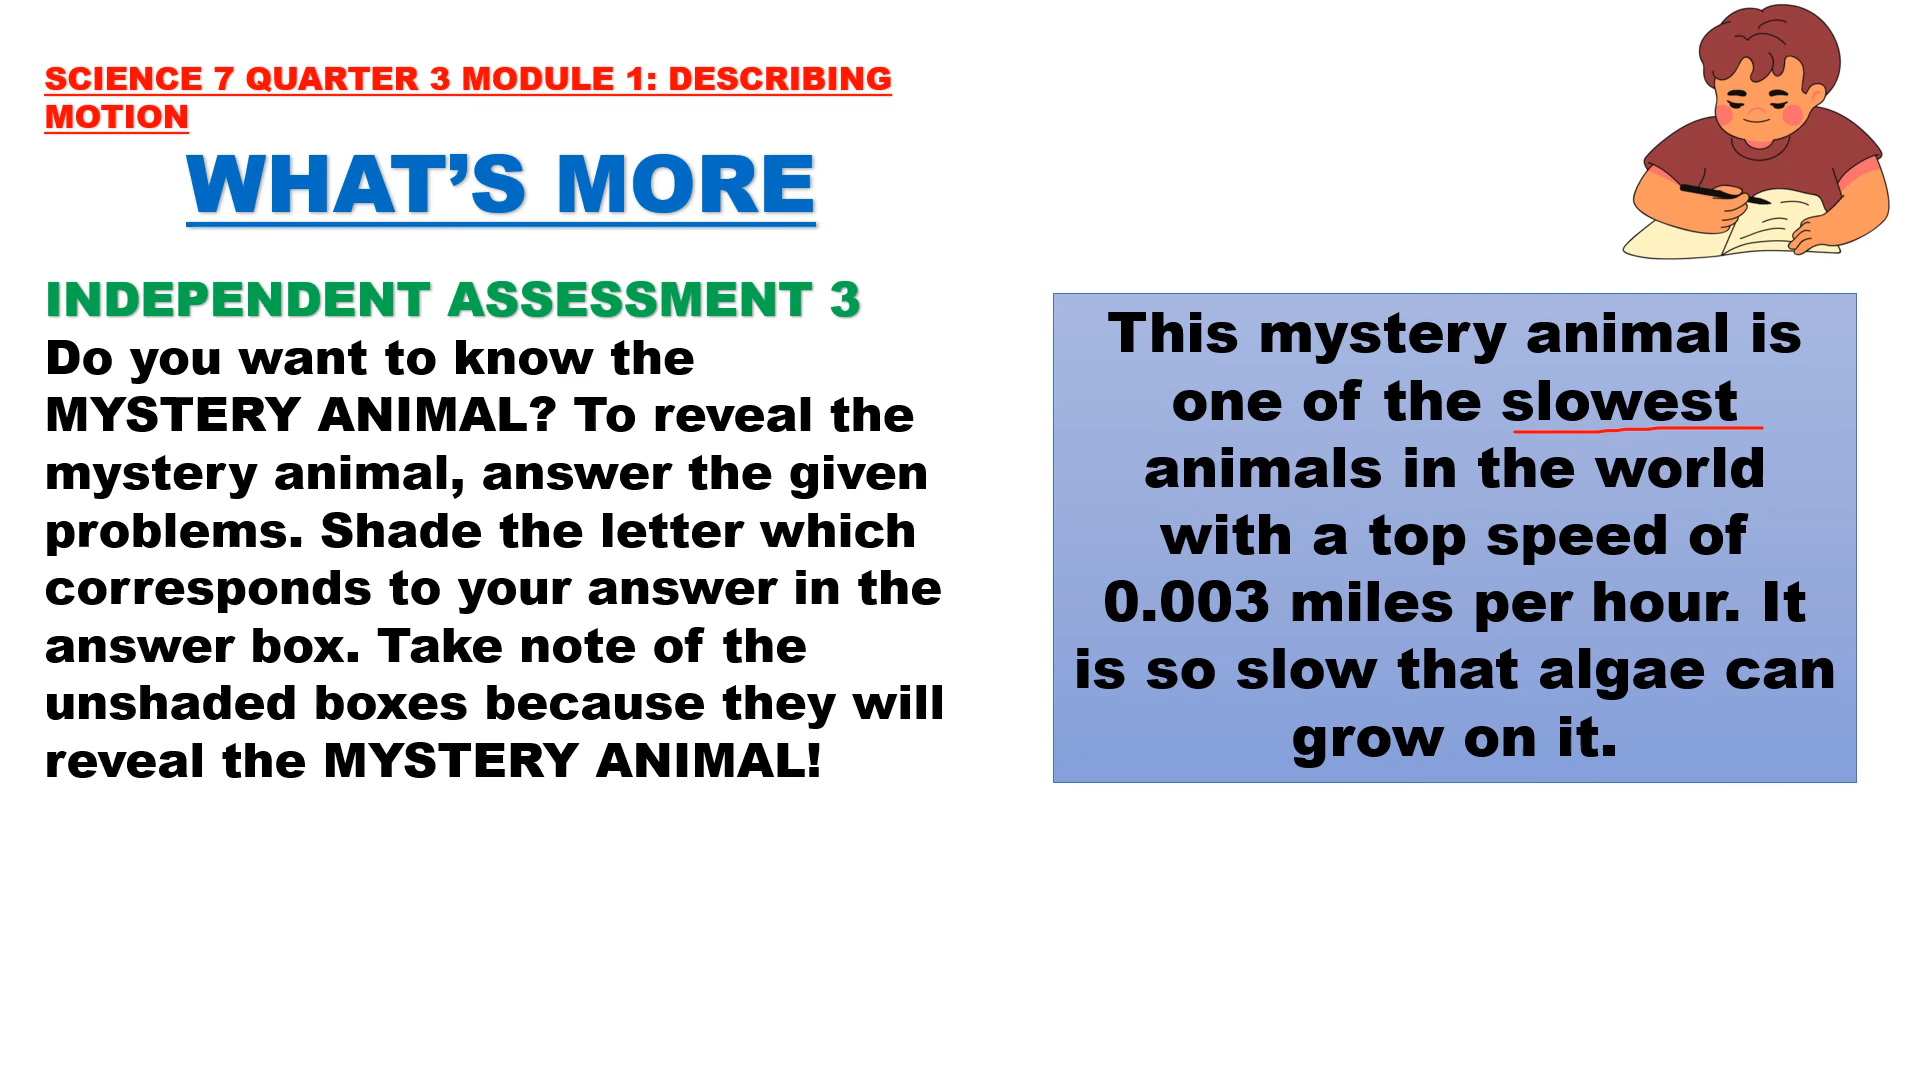 SCIENCE 7 QUARTER 3 MODULE 1: DESCRIBING
MOTION
WHAT’S MORE
INDEPENDENT ASSESSMENT 3
Do you want to know the
MYSTERY ANIMAL? To reveal the
mystery animal, answer the given
problems. Shade the letter which
corresponds to your answer in the
answer box. Take note of the
unshaded boxes because they will
reveal the MYSTERY ANIMAL!
This mystery animal is
one of the slowest
animals in the world
with a top speed of
0.003 miles per hour. It
is so slow that algae can
grow on it.